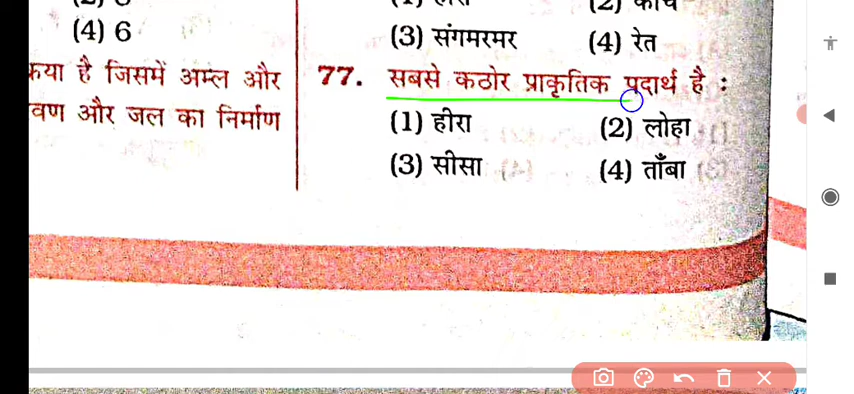 (4) 6
(3) संगमरमर (4) रेत
कया है जिसमें अम्ल और
वण और जल का निर्माण
77. सबसे कठोर प्राकृतिक पदार्थ है :
(1) हीरा (2) लोहा
(3) सीसा (4) ताँबा